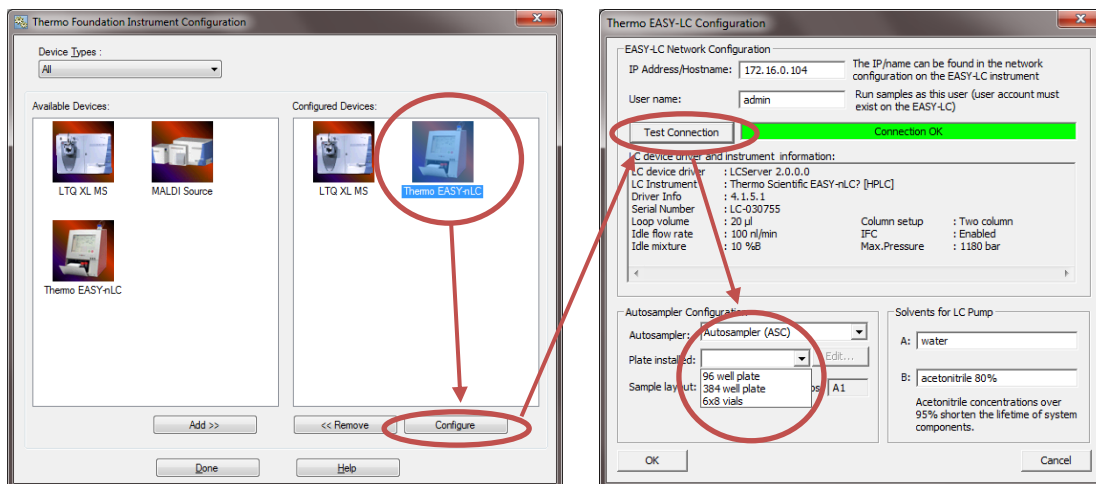 Thermo Foundation Instrument Configuration
Device Types :
All
Available Devices:
Configured Devices:
LTQ XL MS
MALDI Source
Thermo EASY-nLC
LTQ XL MS
Thermo EASY-nLC
Add >>
<< Remove
Configure
Done
Help
Thermo EASY-LC Configuration
EASY-LC Network Configuration
IP Address/Hostname: 172.16.0.104
The IP/name can be found in the network
configuration on the EASY-LC instrument
User name: admin
Run samples as this user (user account must
exist on the EASY-LC)
Test Connection
Connection OK
LC device driver and instrument information:
LC device driver : LCServer 2.0.0.0
LC Instrument : Thermo Scientific EASY-nLC? [HPLC]
Driver Info : 4.1.5.1
Serial Number : LC-030755
Loop volume : 20 µl Column setup : Two column
Idle flow rate : 100 nl/min IFC : Enabled
Idle mixture : 10 %B Max.Pressure : 1180 bar
Autosampler Configuration
Autosampler: Autosampler (ASC)
Plate installed: Edit...
96 well plate
384 well plate
6x8 vials
Sample layout: A1
Solvents for LC Pump
A: water
B: acetonitrile 80%
Acetonitrile concentrations over
95% shorten the lifetime of system
components.
OK
Cancel